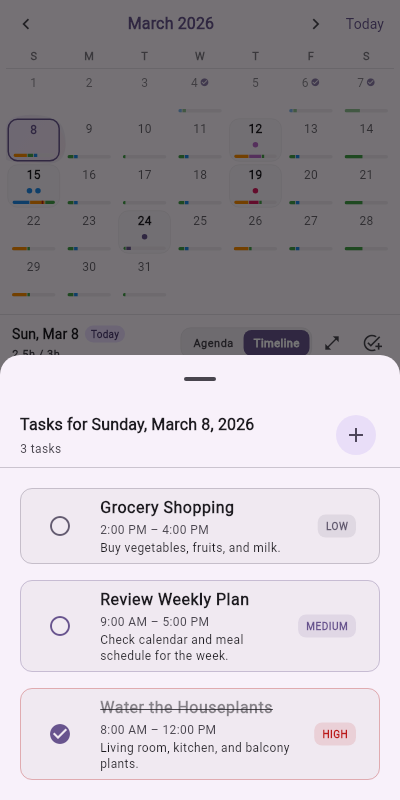 March 2026 Today
S M T W T F S
1 2 3 4 5 6 7
8 9 10 11 12 13 14
15 16 17 18 19 20 21
22 23 24 25 26 27 28
29 30 31
Sun, Mar 8 Today Agenda Timeline
2.5h / 3h
Tasks for Sunday, March 8, 2026
3 tasks
Grocery Shopping
2:00 PM – 4:00 PM
Buy vegetables, fruits, and milk.
LOW
Review Weekly Plan
9:00 AM – 5:00 PM
Check calendar and meal
schedule for the week.
MEDIUM
Water the Houseplants
8:00 AM – 12:00 PM
Living room, kitchen, and balcony
plants.
HIGH